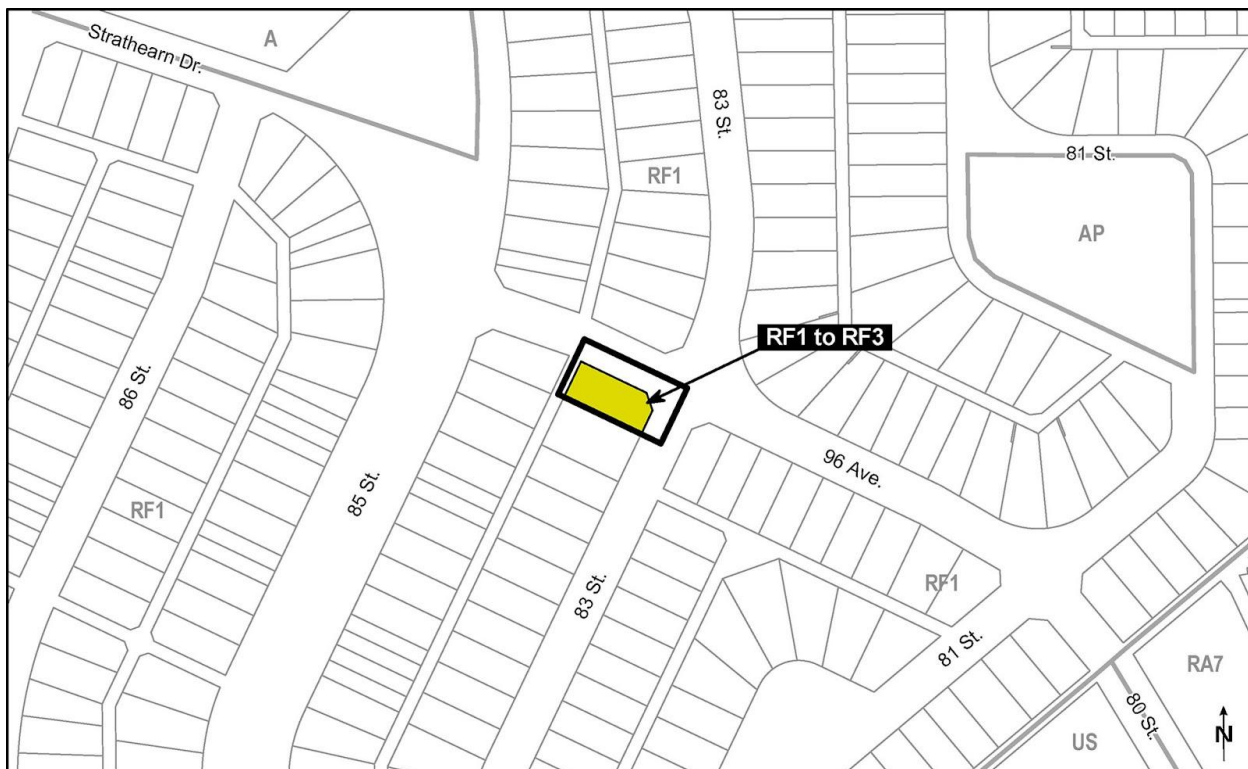 A
Strathearn Dr.
83 St.
81 St.
RF1
AP
RF1 to RF3
86 St.
96 Ave.
85 St.
RF1
RF1
83 St.
81 St.
RA7
80 St.
US
N